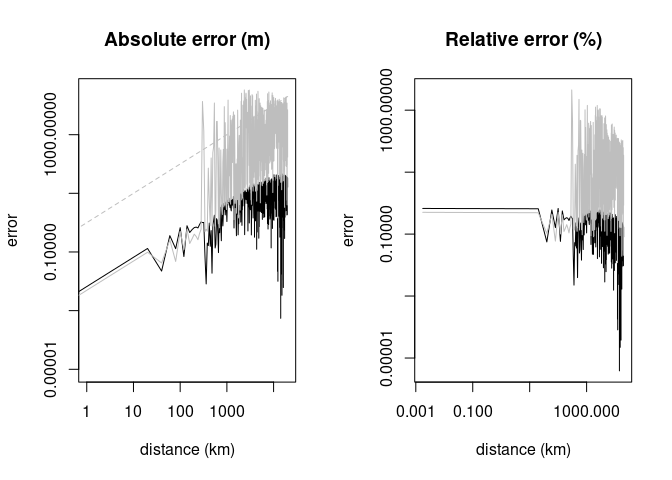 Absolute error (m)
error
1000.00000
0.10000
0.00001
1
10
100
1000
distance (km)
Relative error (%)
error
1000.00000
0.10000
0.00001
0.001
0.100
1000.000
distance (km)